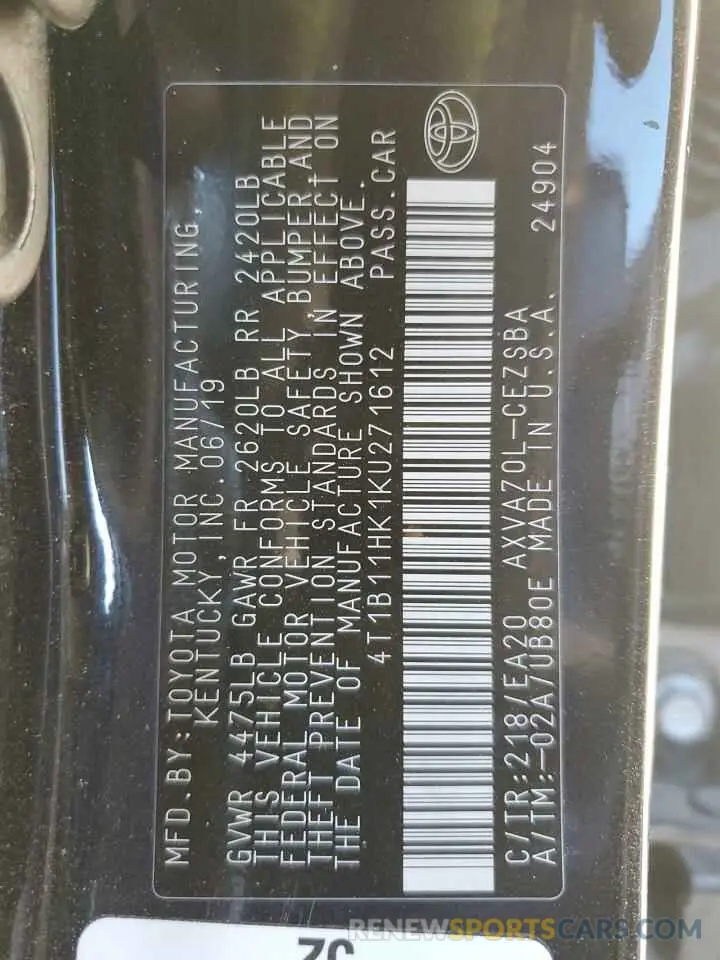 MFD.BY:TOYOTA MOTOR MANUFACTURING,
KENTUCKY,INC.06/19
GVWR 4475LB GAWR FR 2620LB RR 2420LB
THIS VEHICLE CONFORMS TO ALL APPLICABLE
FEDERAL MOTOR VEHICLE SAFETY, BUMPER,AND
THEFT PREVENTION STANDARDS IN EFFECT ON
THE DATE OF MANUFACTURE SHOWN ABOVE.
4T1B11HK1KU271612 PASS.CAR
C/TR:218/EA20 AXVA70L-CEZSBA 24904
A/TM:-02A/UB80E MADE IN U.S.A.
RENEWSPORTSCARS.COM